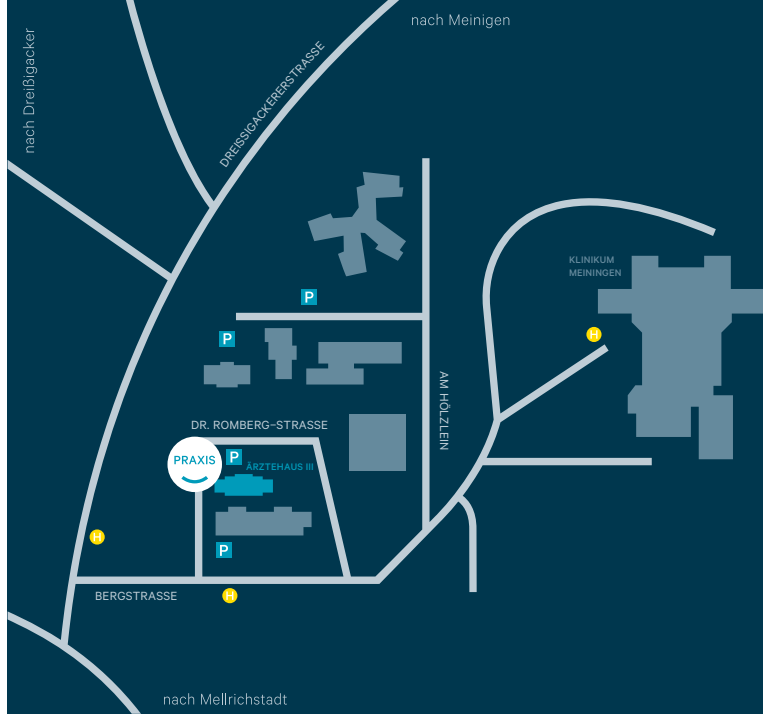 nach Meinigen
nach Dreißigacker
DREISSIGACKERERSTRASSE
KLINIKUM
MEININGEN
P
H
P
AM HÖLZLEIN
DR. ROMBERG-STRASSE
PRAXIS
P
ÄRZTEHAUS III
H
P
BERGSTRASSE
H
nach Mellrichstadt